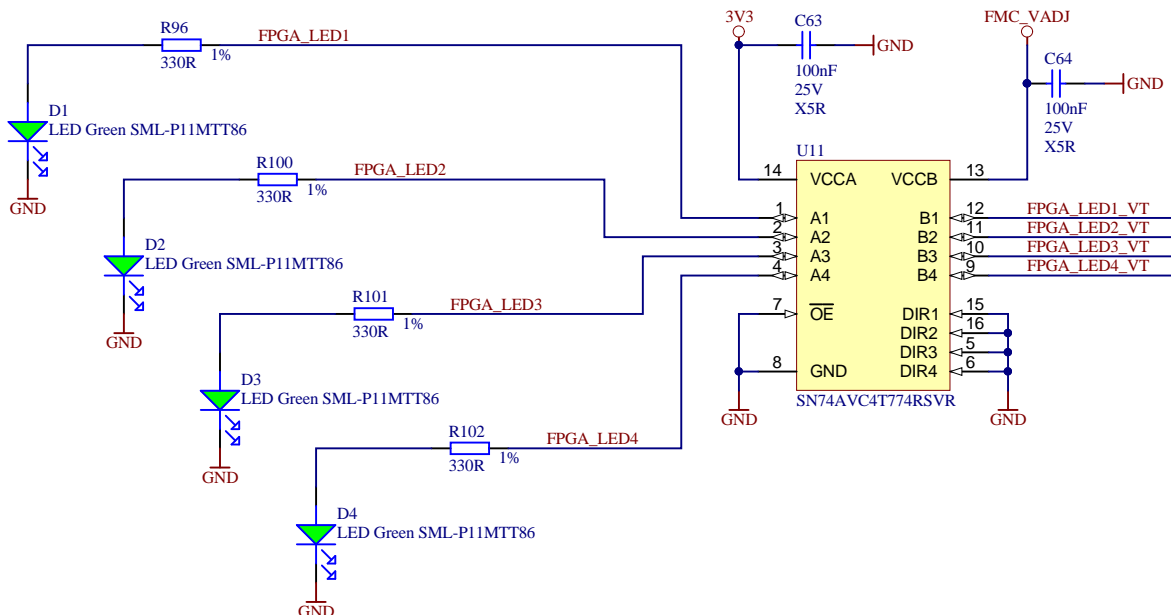 R96
FPGA_LED1
330R
1%
D1
LED Green SML-P11MTT86
GND
R100
FPGA_LED2
330R
1%
D2
LED Green SML-P11MTT86
GND
R101
FPGA_LED3
330R
1%
D3
LED Green SML-P11MTT86
GND
R102
FPGA_LED4
330R
1%
D4
LED Green SML-P11MTT86
GND
3V3
C63
GND
100nF
25V
X5R
FMC_VADJ
C64
GND
100nF
25V
X5R
U11
14 VCCA VCCB 13
1 A1 B1 12 FPGA_LED1_VT
2 A2 B2 11 FPGA_LED2_VT
3 A3 B3 10 FPGA_LED3_VT
4 A4 B4 9 FPGA_LED4_VT
7 OE DIR1 15
DIR2 16
DIR3 5
8 GND DIR4 6
SN74AVC4T774RSVR
GND
GND